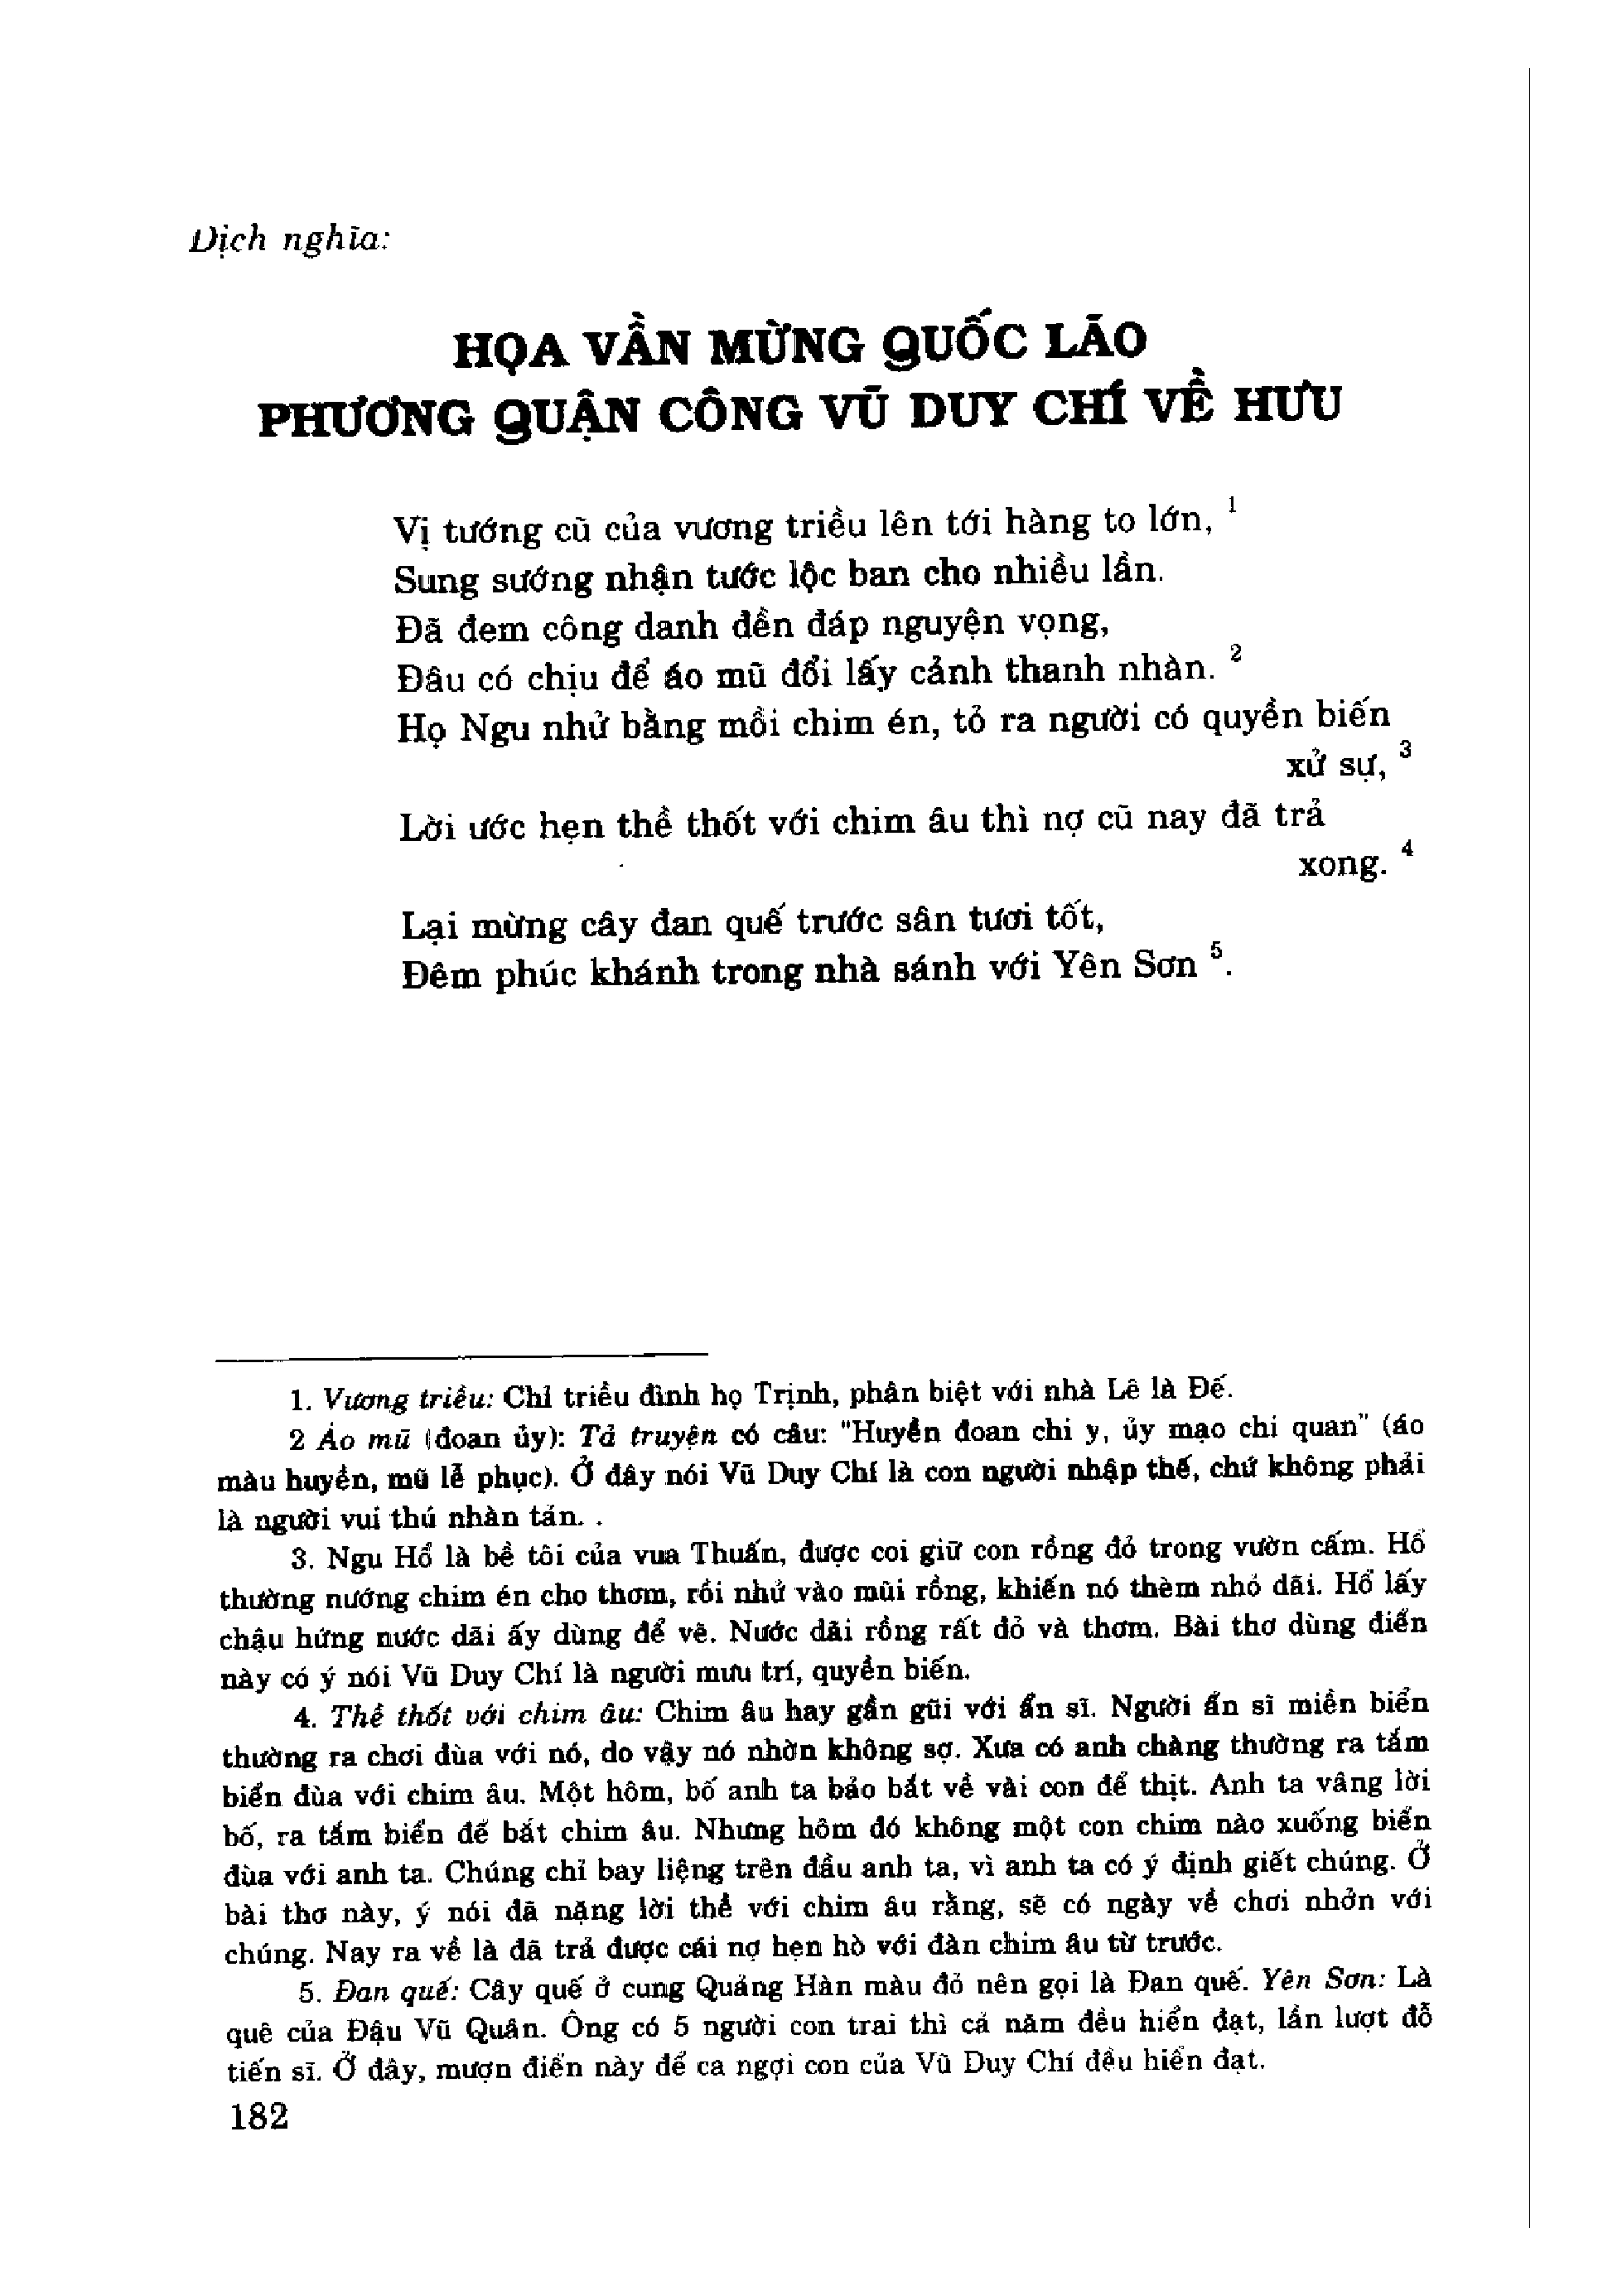 Dịch nghĩa:
HỌA VẦN MỪNG QUỐC LÃO
PHƯƠNG QUẬN CÔNG VŨ DUY CHÍ VỀ HƯU
Vị tướng cũ của vương triều lên tới hàng to lớn, 1
Sung sướng nhận tước lộc ban cho nhiều lần.
Đã đem công danh đền đáp nguyện vọng,
Đâu có chịu để áo mũ đổi lấy cảnh thanh nhàn. 2
Họ Ngu nhử bằng mồi chim én, tỏ ra người có quyền biến
xử sự, 3
Lời ước hẹn thề thốt với chim âu thì nợ cũ nay đã trả
xong. 4
Lại mừng cây đan quế trước sân tươi tốt,
Đêm phúc khánh trong nhà sánh với Yên Sơn 5.
1. Vương triều: Chỉ triều đình họ Trịnh, phân biệt với nhà Lê là Đế.
2 Áo mũ (đoan ủy): Tả truyện có câu: "Huyền đoan chi y, ủy mạo chi quan" (áo
màu huyền, mũ lễ phục). Ở đây nói Vũ Duy Chí là con người nhập thế, chứ không phải
là người vui thú nhàn tản. .
3. Ngu Hổ là bề tôi của vua Thuấn, được coi giữ con rồng đỏ trong vườn cấm. Hổ
thường nướng chim én cho thơm, rồi nhử vào mũi rồng, khiến nó thèm nhỏ dãi. Hổ lấy
chậu hứng nước dãi ấy dùng để vẽ. Nước dãi rồng rất đỏ và thơm. Bài thơ dùng điển
này có ý nói Vũ Duy Chí là người mưu trí, quyền biến.
4. Thề thốt với chim âu: Chim âu hay gần gũi với ẩn sĩ. Người ẩn sĩ miền biển
thường ra chơi đùa với nó, do vậy nó nhờn không sợ. Xưa có anh chàng thường ra tắm
biển đùa với chim âu. Một hôm, bố anh ta bảo bắt về vài con để thịt. Anh ta vâng lời
bố, ra tắm biển để bắt chim âu. Nhưng hôm đó không một con chim nào xuống biển
đùa với anh ta. Chúng chỉ bay liệng trên đầu anh ta, vì anh ta có ý định giết chúng. Ở
bài thơ này, ý nói đã nặng lời thề với chim âu rằng, sẽ có ngày về chơi nhởn với
chúng. Nay ra về là đã trả được cái nợ hẹn hò với đàn chim âu từ trước.
5. Đan quế: Cây quế ở cung Quảng Hàn màu đỏ nên gọi là Đan quế. Yên Sơn: Là
quê của Đậu Vũ Quân. Ông có 5 người con trai thì cả năm đều hiển đạt, lần lượt đỗ
tiến sĩ. Ở đây, mượn điển này để ca ngợi con của Vũ Duy Chí đều hiển đạt.
182